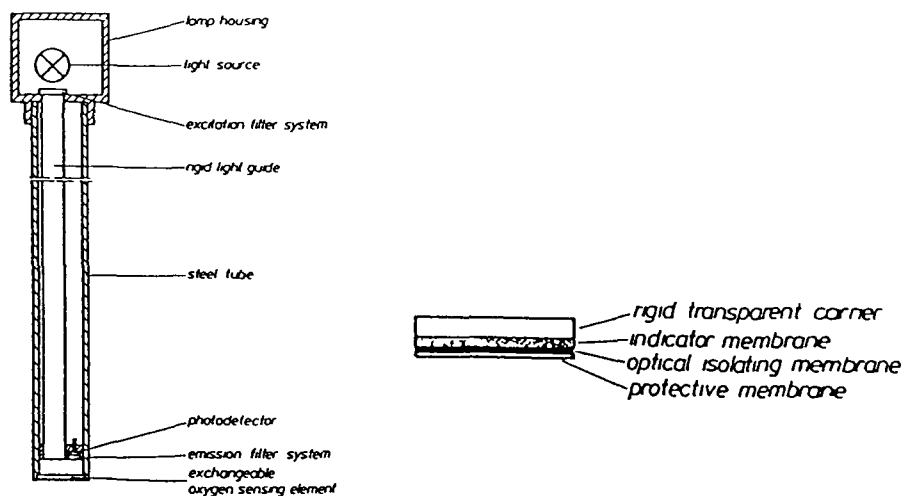 lamp housing
light source
excitation filter system
rigid light guide
steel tube
photodetector
emission filter system
exchangeable
oxygen sensing element
rigid transparent corner
indicator membrane
optical isolating membrane
protective membrane